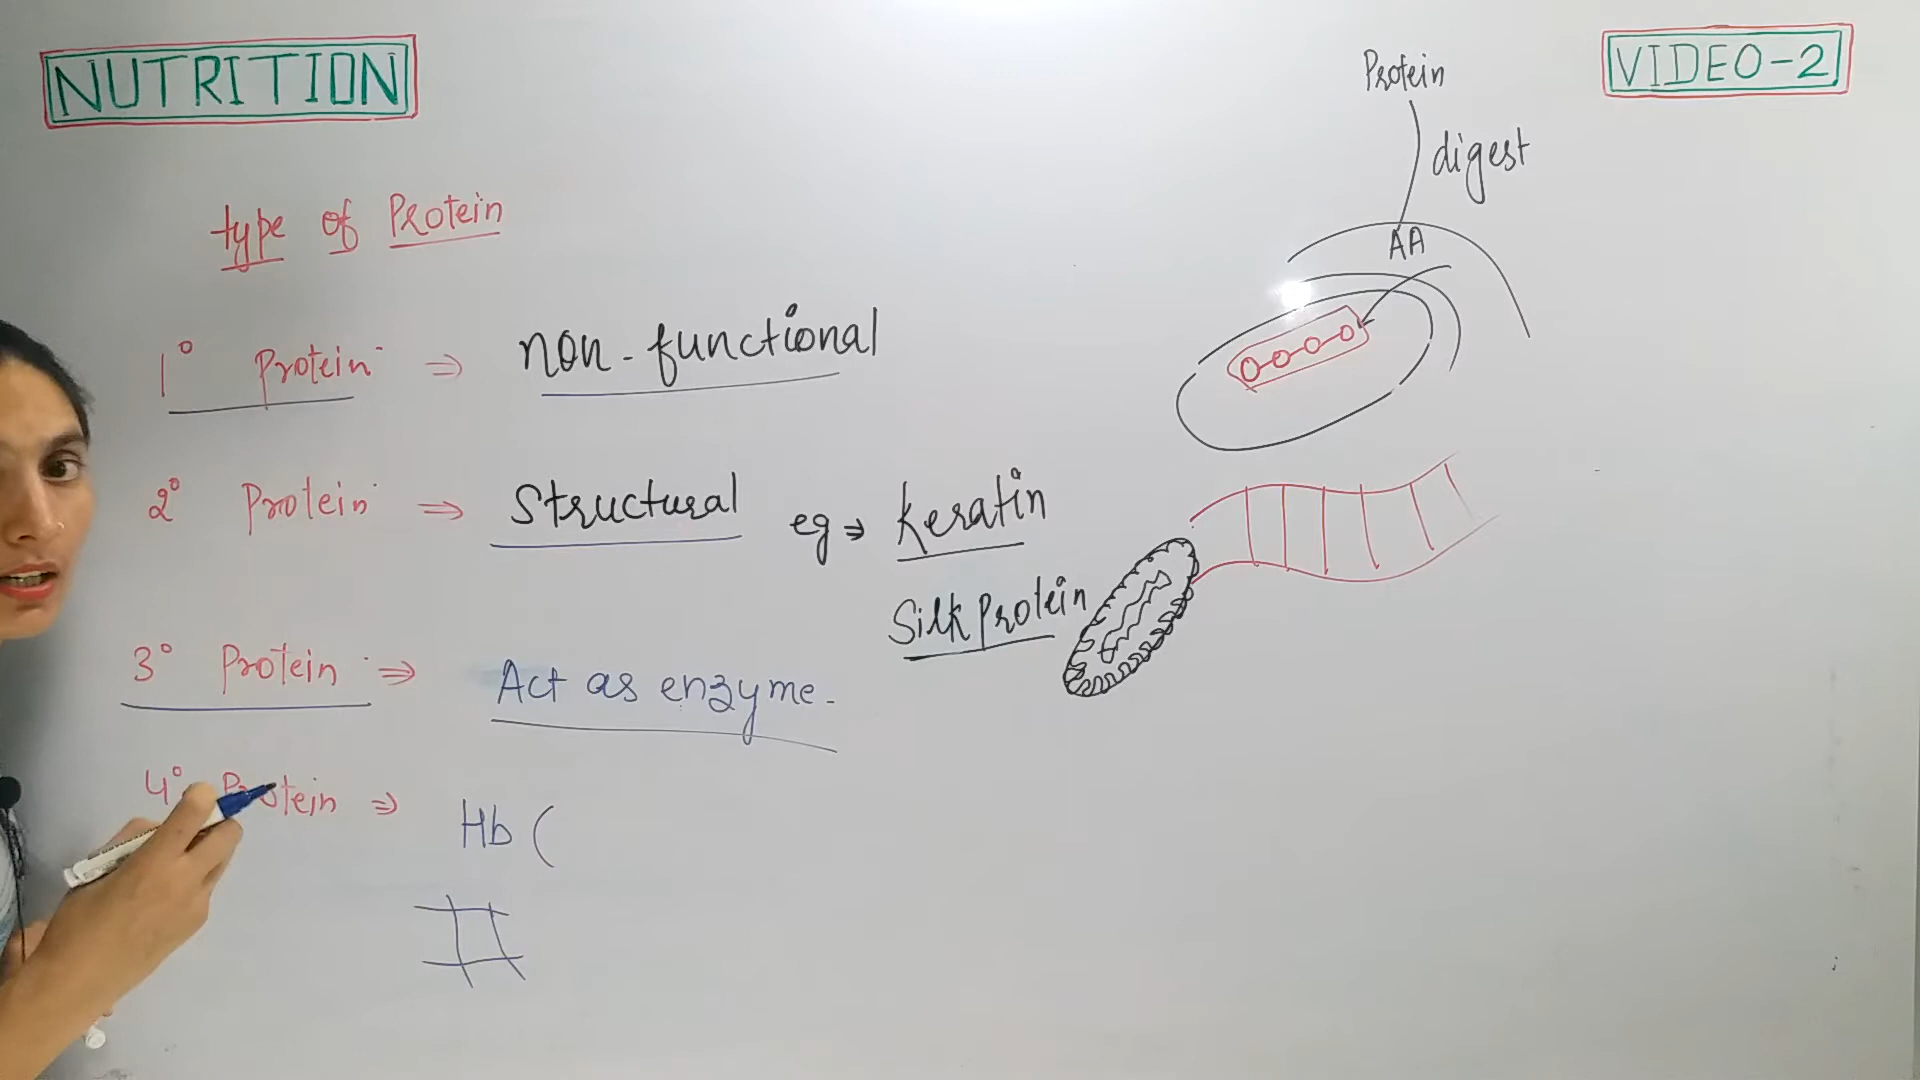 NUTRITION
VIDEO-2
Protein
digest
AA
type of Protein
1° Protein ⇒ non-functional
2° Protein ⇒ Structural eg ⇒ Keratin
Silk Protein
3° Protein ⇒ Act as enzyme.
4° Protein ⇒ Hb (